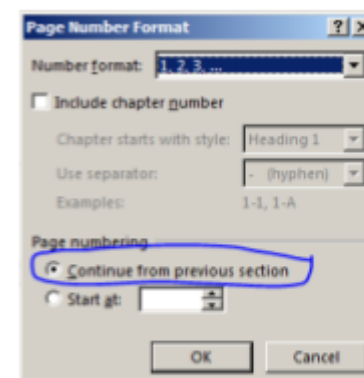 Page Number Format
Number format: 1, 2, 3, ...
Include chapter number
Chapter starts with style: Heading 1
Use separator: - (hyphen)
Examples: 1-1, 1-A
Page numbering
Continue from previous section
Start at:
OK Cancel